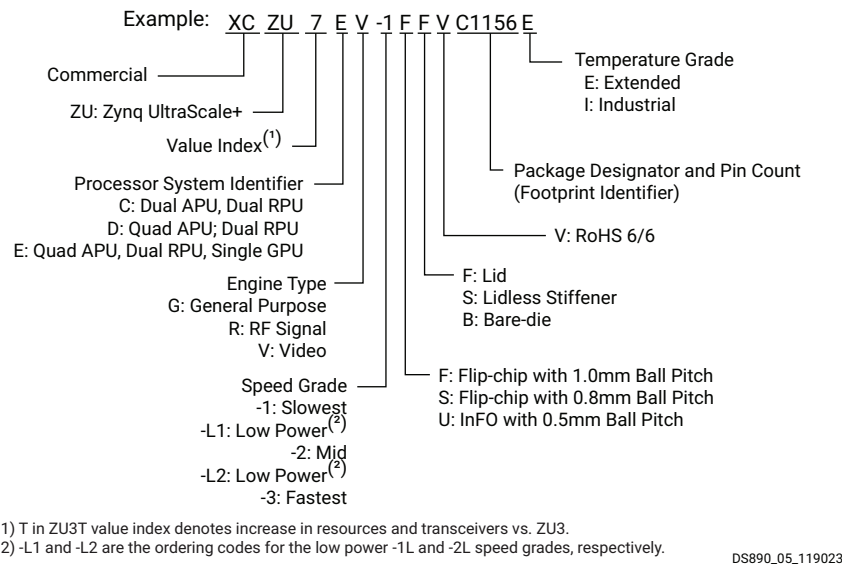 Example: XC ZU 7 E V -1 F F V C1156 E
Commercial
ZU: Zynq UltraScale+
Value Index(1)
Processor System Identifier
C: Dual APU, Dual RPU
D: Quad APU; Dual RPU
E: Quad APU, Dual RPU, Single GPU
Engine Type
G: General Purpose
R: RF Signal
V: Video
Speed Grade
-1: Slowest
-L1: Low Power(2)
-2: Mid
-L2: Low Power(2)
-3: Fastest
Temperature Grade
E: Extended
I: Industrial
Package Designator and Pin Count
(Footprint Identifier)
V: RoHS 6/6
F: Lid
S: Lidless Stiffener
B: Bare-die
F: Flip-chip with 1.0mm Ball Pitch
S: Flip-chip with 0.8mm Ball Pitch
U: InFO with 0.5mm Ball Pitch
1) T in ZU3T value index denotes increase in resources and transceivers vs. ZU3.
2) -L1 and -L2 are the ordering codes for the low power -1L and -2L speed grades, respectively.
DS890_05_119023